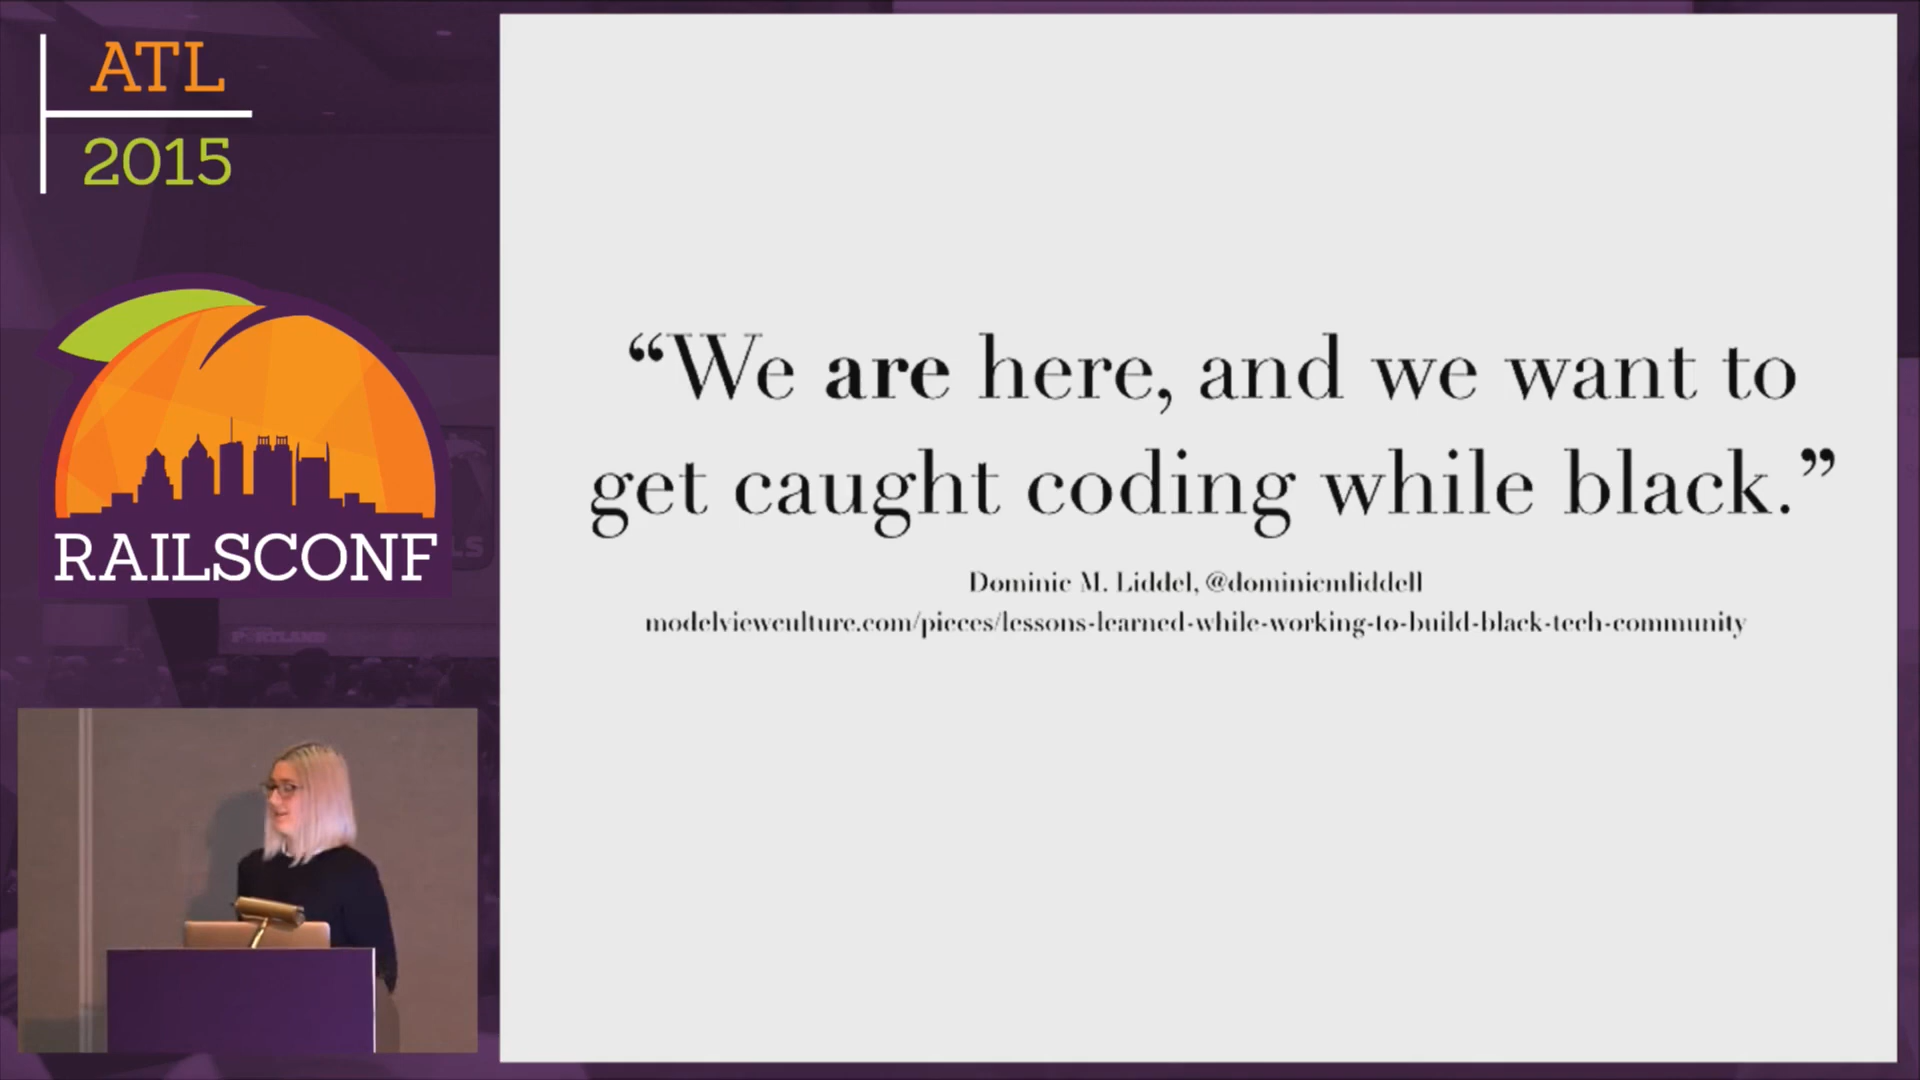 ATL
2015
RAILSCONF
“We are here, and we want to
get caught coding while black.”
Dominic M. Liddel, @dominicmliddell
modelviewculture.com/pieces/lessons-learned-while-working-to-build-black-tech-community
PORTLAND